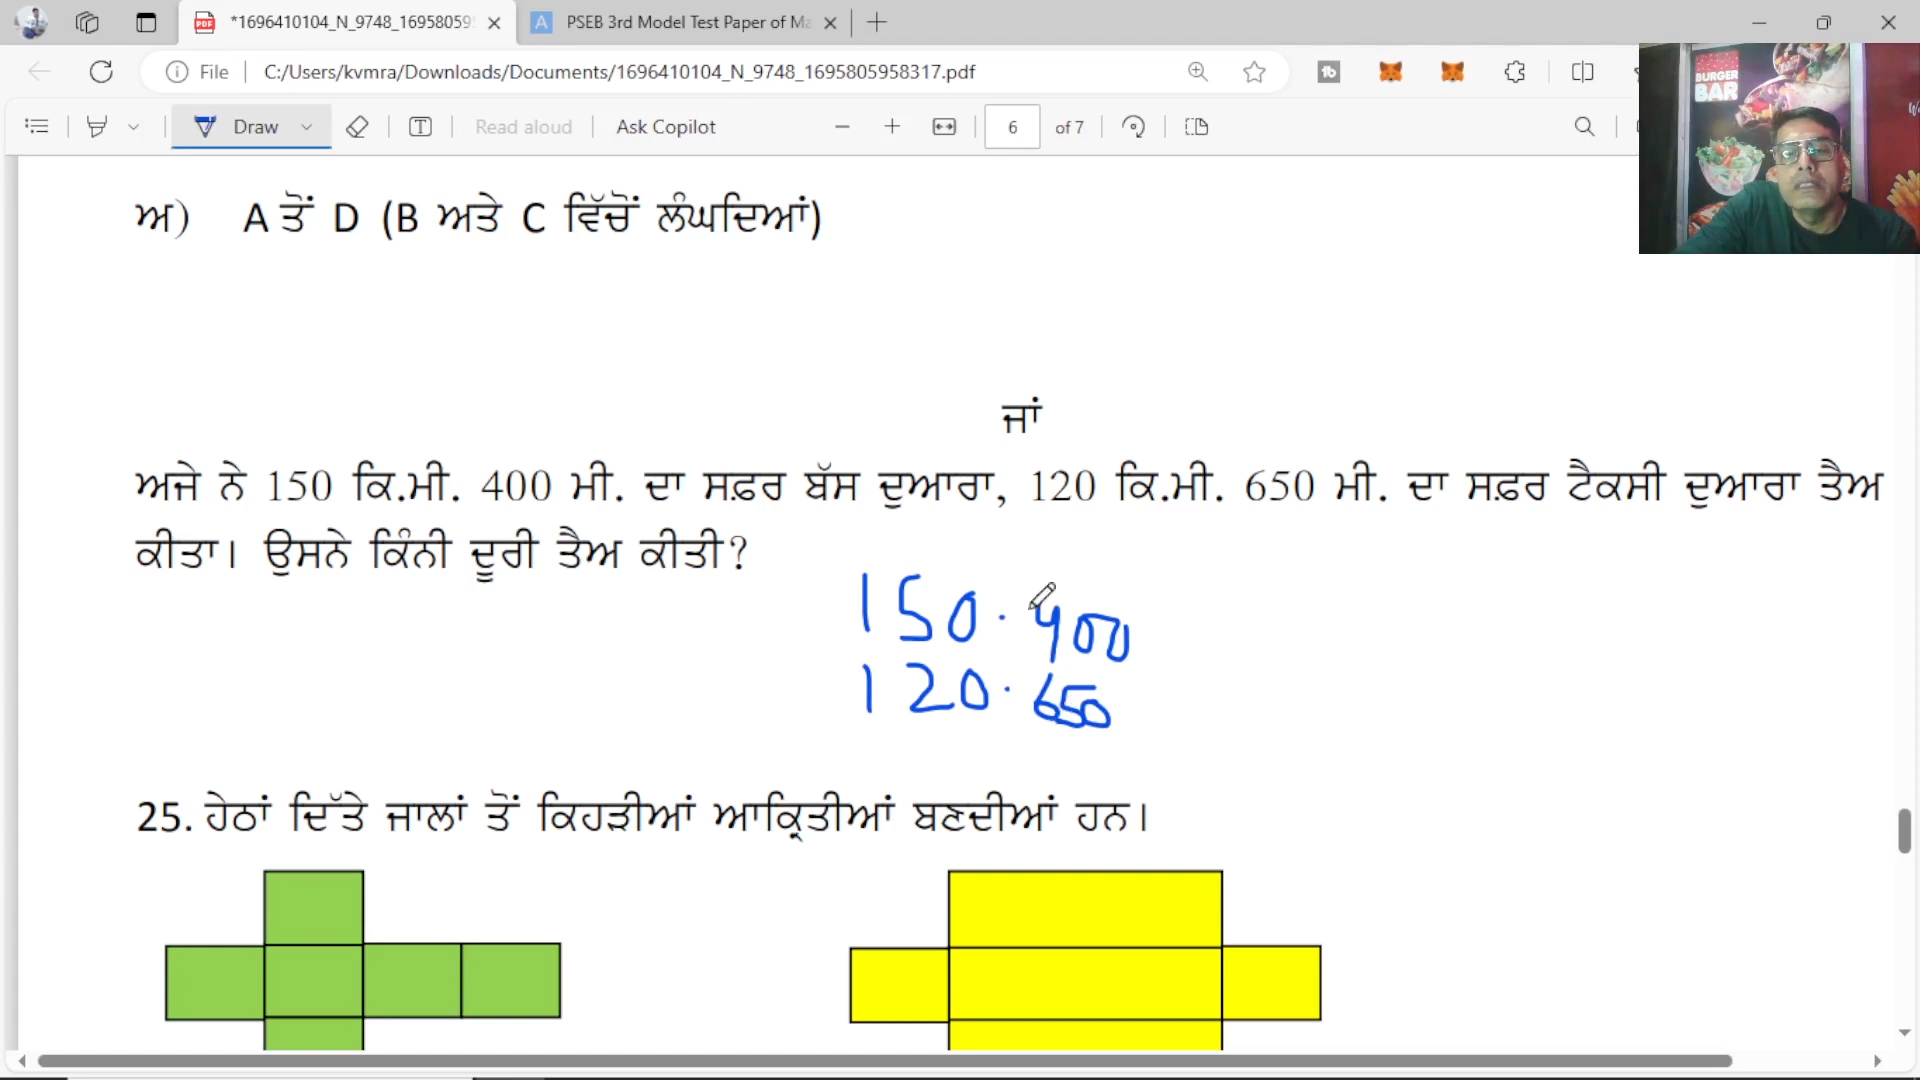 *1696410104_N_9748_169580595
PSEB 3rd Model Test Paper of Ma
File
C:/Users/kvmra/Downloads/Documents/1696410104_N_9748_1695805958317.pdf
Draw
Read aloud
Ask Copilot
6 of 7
BURGER
BAR
ਅ) A ਤੋਂ D (B ਅਤੇ C ਵਿੱਚੋਂ ਲੰਘਦਿਆਂ)
ਜਾਂ
ਅਜੇ ਨੇ 150 ਕਿ.ਮੀ. 400 ਮੀ. ਦਾ ਸਫ਼ਰ ਬੱਸ ਦੁਆਰਾ, 120 ਕਿ.ਮੀ. 650 ਮੀ. ਦਾ ਸਫ਼ਰ ਟੈਕਸੀ ਦੁਆਰਾ ਤੈਅ
ਕੀਤਾ। ਉਸਨੇ ਕਿੰਨੀ ਦੂਰੀ ਤੈਅ ਕੀਤੀ?
150.400
120.650
25. ਹੇਠਾਂ ਦਿੱਤੇ ਜਾਲਾਂ ਤੋਂ ਕਿਹੜੀਆਂ ਆਕ੍ਰਿਤੀਆਂ ਬਣਦੀਆਂ ਹਨ।